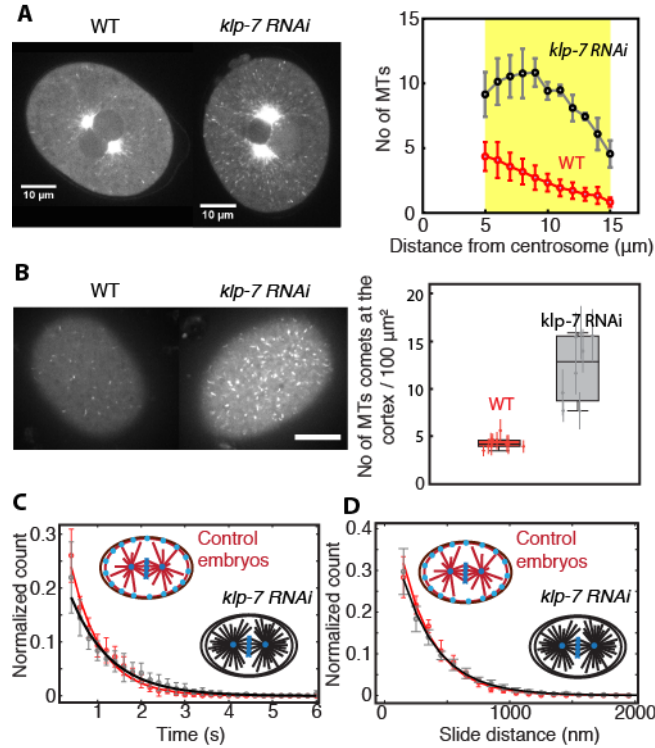 A
WT
klp-7 RNAi
10 µm
10 µm
No of MTs
15
10
5
0
klp-7 RNAi
WT
0
5
10
15
Distance from centrosome (µm)
B
WT
klp-7 RNAi
No of MTs comets at the
cortex / 100 µm²
20
15
10
5
0
WT
klp-7 RNAi
C
Normalized count
0.3
0.2
0.1
0
Control
embryos
klp-7 RNAi
1
2
3
4
5
6
Time (s)
D
Normalized count
0.4
0.3
0.2
0.1
0
Control
embryos
klp-7 RNAi
0
1000
2000
Slide distance (nm)